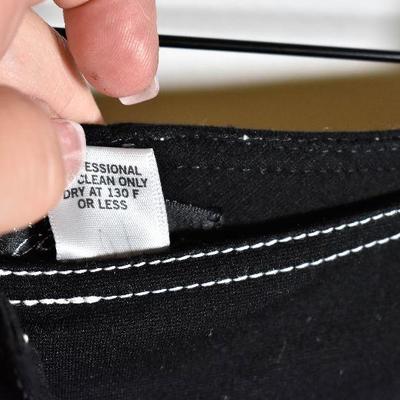 ESSIONAL
CLEAN ONLY
DRY AT 130 F
OR LESS